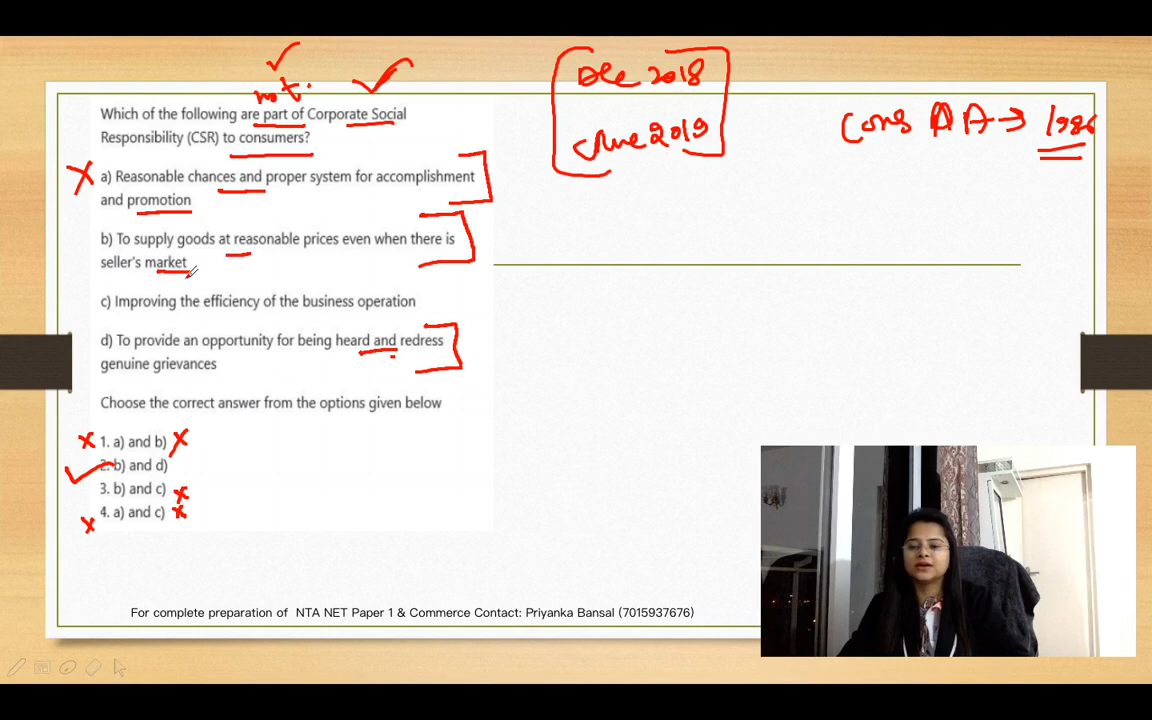 Dec 2018
June 2019
Cons
A → 1986
not.
Which of the following are part of Corporate Social
Responsibility (CSR) to consumers?
a) Reasonable chances and proper system for accomplishment
and promotion
b) To supply goods at reasonable prices even when there is
seller's market
c) Improving the efficiency of the business operation
d) To provide an opportunity for being heard and redress
genuine grievances
Choose the correct answer from the options given below
1. a) and b)
2. b) and d)
3. b) and c)
4. a) and c)
For complete preparation of NTA NET Paper 1 & Commerce Contact: Priyanka Bansal (7015937676)